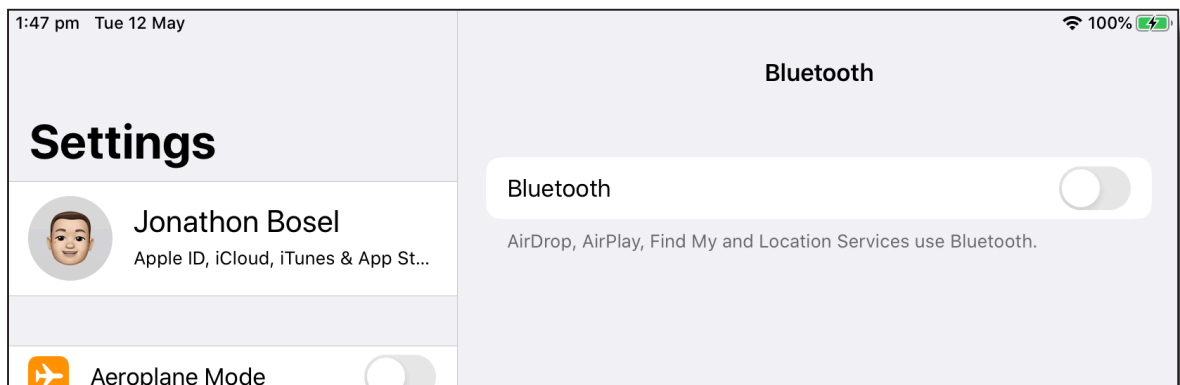 1:47 pm Tue 12 May
100%
Settings
Jonathon Bosel
Apple ID, iCloud, iTunes & App St...
Aeroplane Mode
Bluetooth
Bluetooth
AirDrop, AirPlay, Find My and Location Services use Bluetooth.